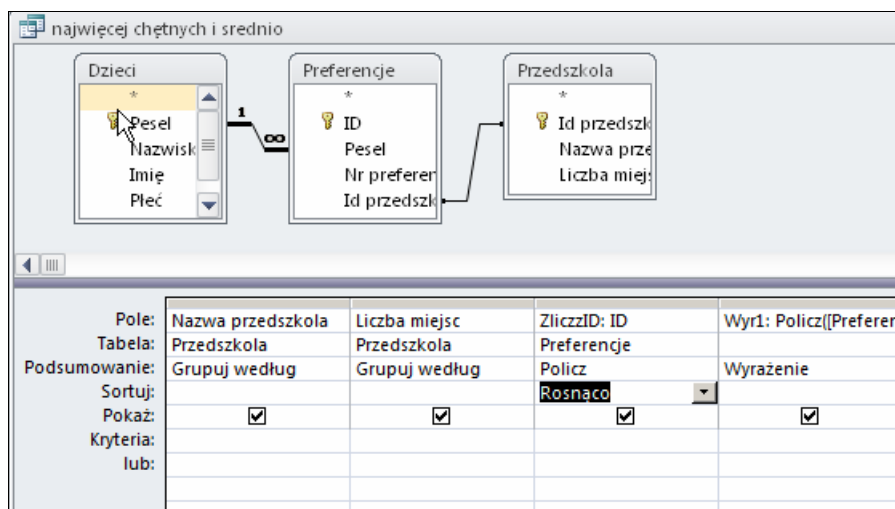 najwięcej chętnych i srednio
Dzieci
*
Pesel
Nazwisk
Imię
Płeć
1
∞
Preferencje
*
ID
Pesel
Nr preferen
Id przedszk
Przedszkola
*
Id przedszk
Nazwa prze
Liczba miejs
Pole: Nazwa przedszkola Liczba miejsc ZliczzID: ID Wyr1: Policz([Preferen
Tabela: Przedszkola Przedszkola Preferencje
Podsumowanie: Grupuj według Grupuj według Policz Wyrażenie
Sortuj: Rosnąco
Pokaż:
Kryteria:
lub: